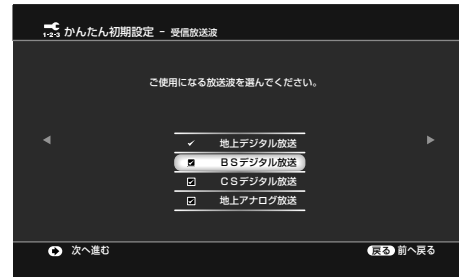 1-2-3 かんたん初期設定 - 受信放送波
ご使用になる放送波を選んでください。
地上デジタル放送
BSデジタル放送
CSデジタル放送
地上アナログ放送
次へ進む
戻る 前へ戻る